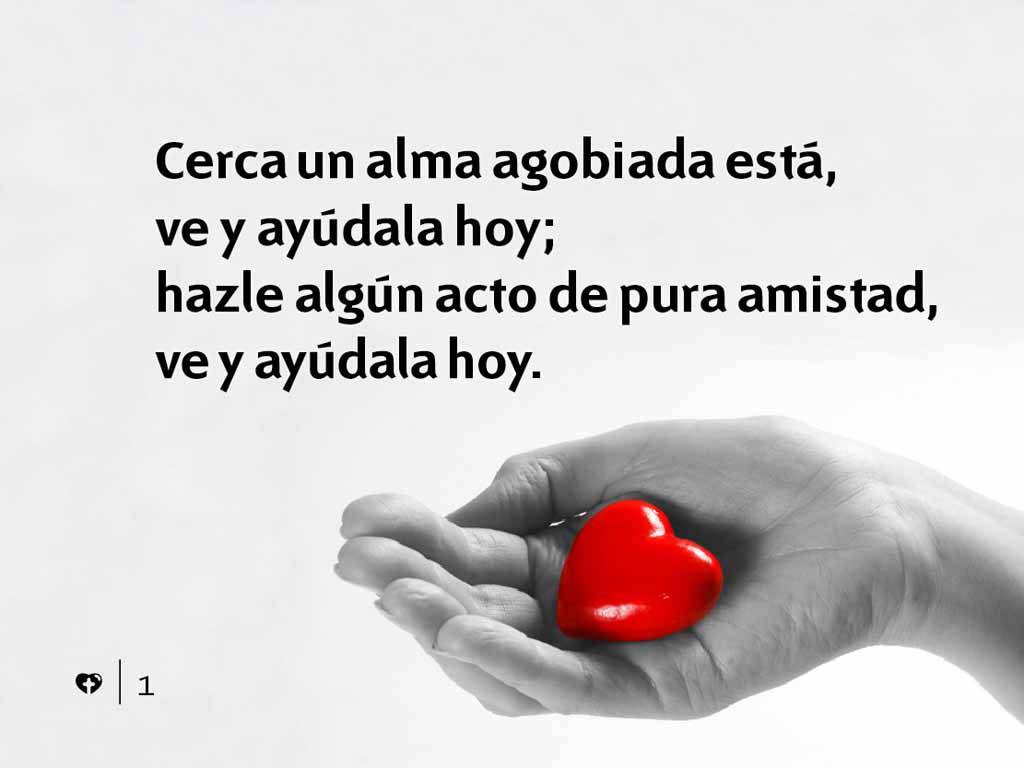 Cerca un alma agobiada está,
ve y ayúdala hoy;
hazle algún acto de pura amistad,
ve y ayúdala hoy.
1